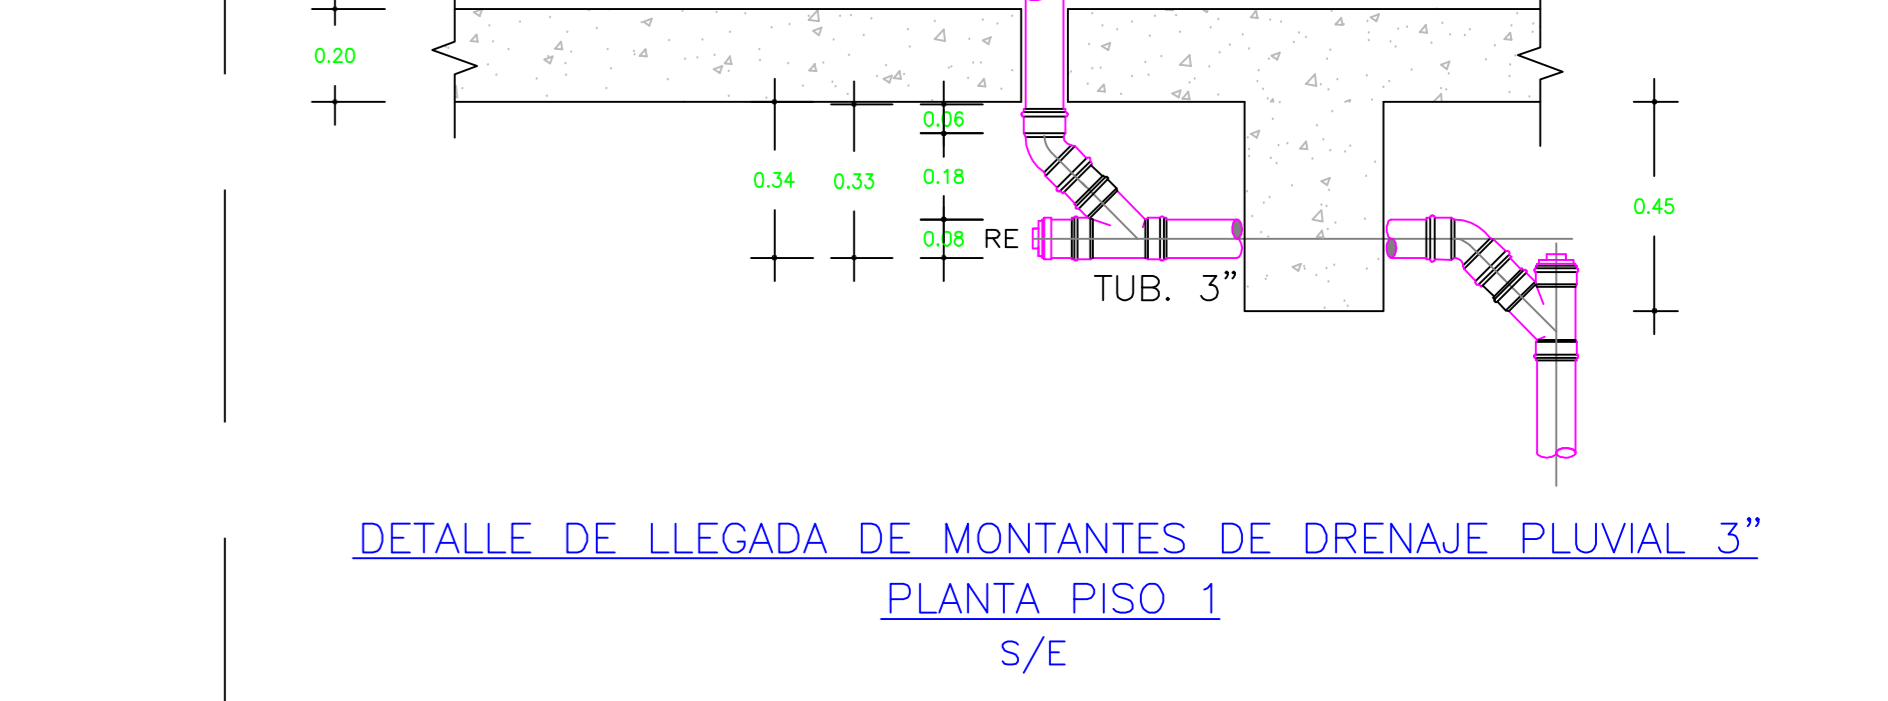 0.20
0.06
0.34
0.33
0.18
0.45
0.08
RE
TUB. 3”
DETALLE DE LLEGADA DE MONTANTES DE DRENAJE PLUVIAL 3”
PLANTA PISO 1
S/E